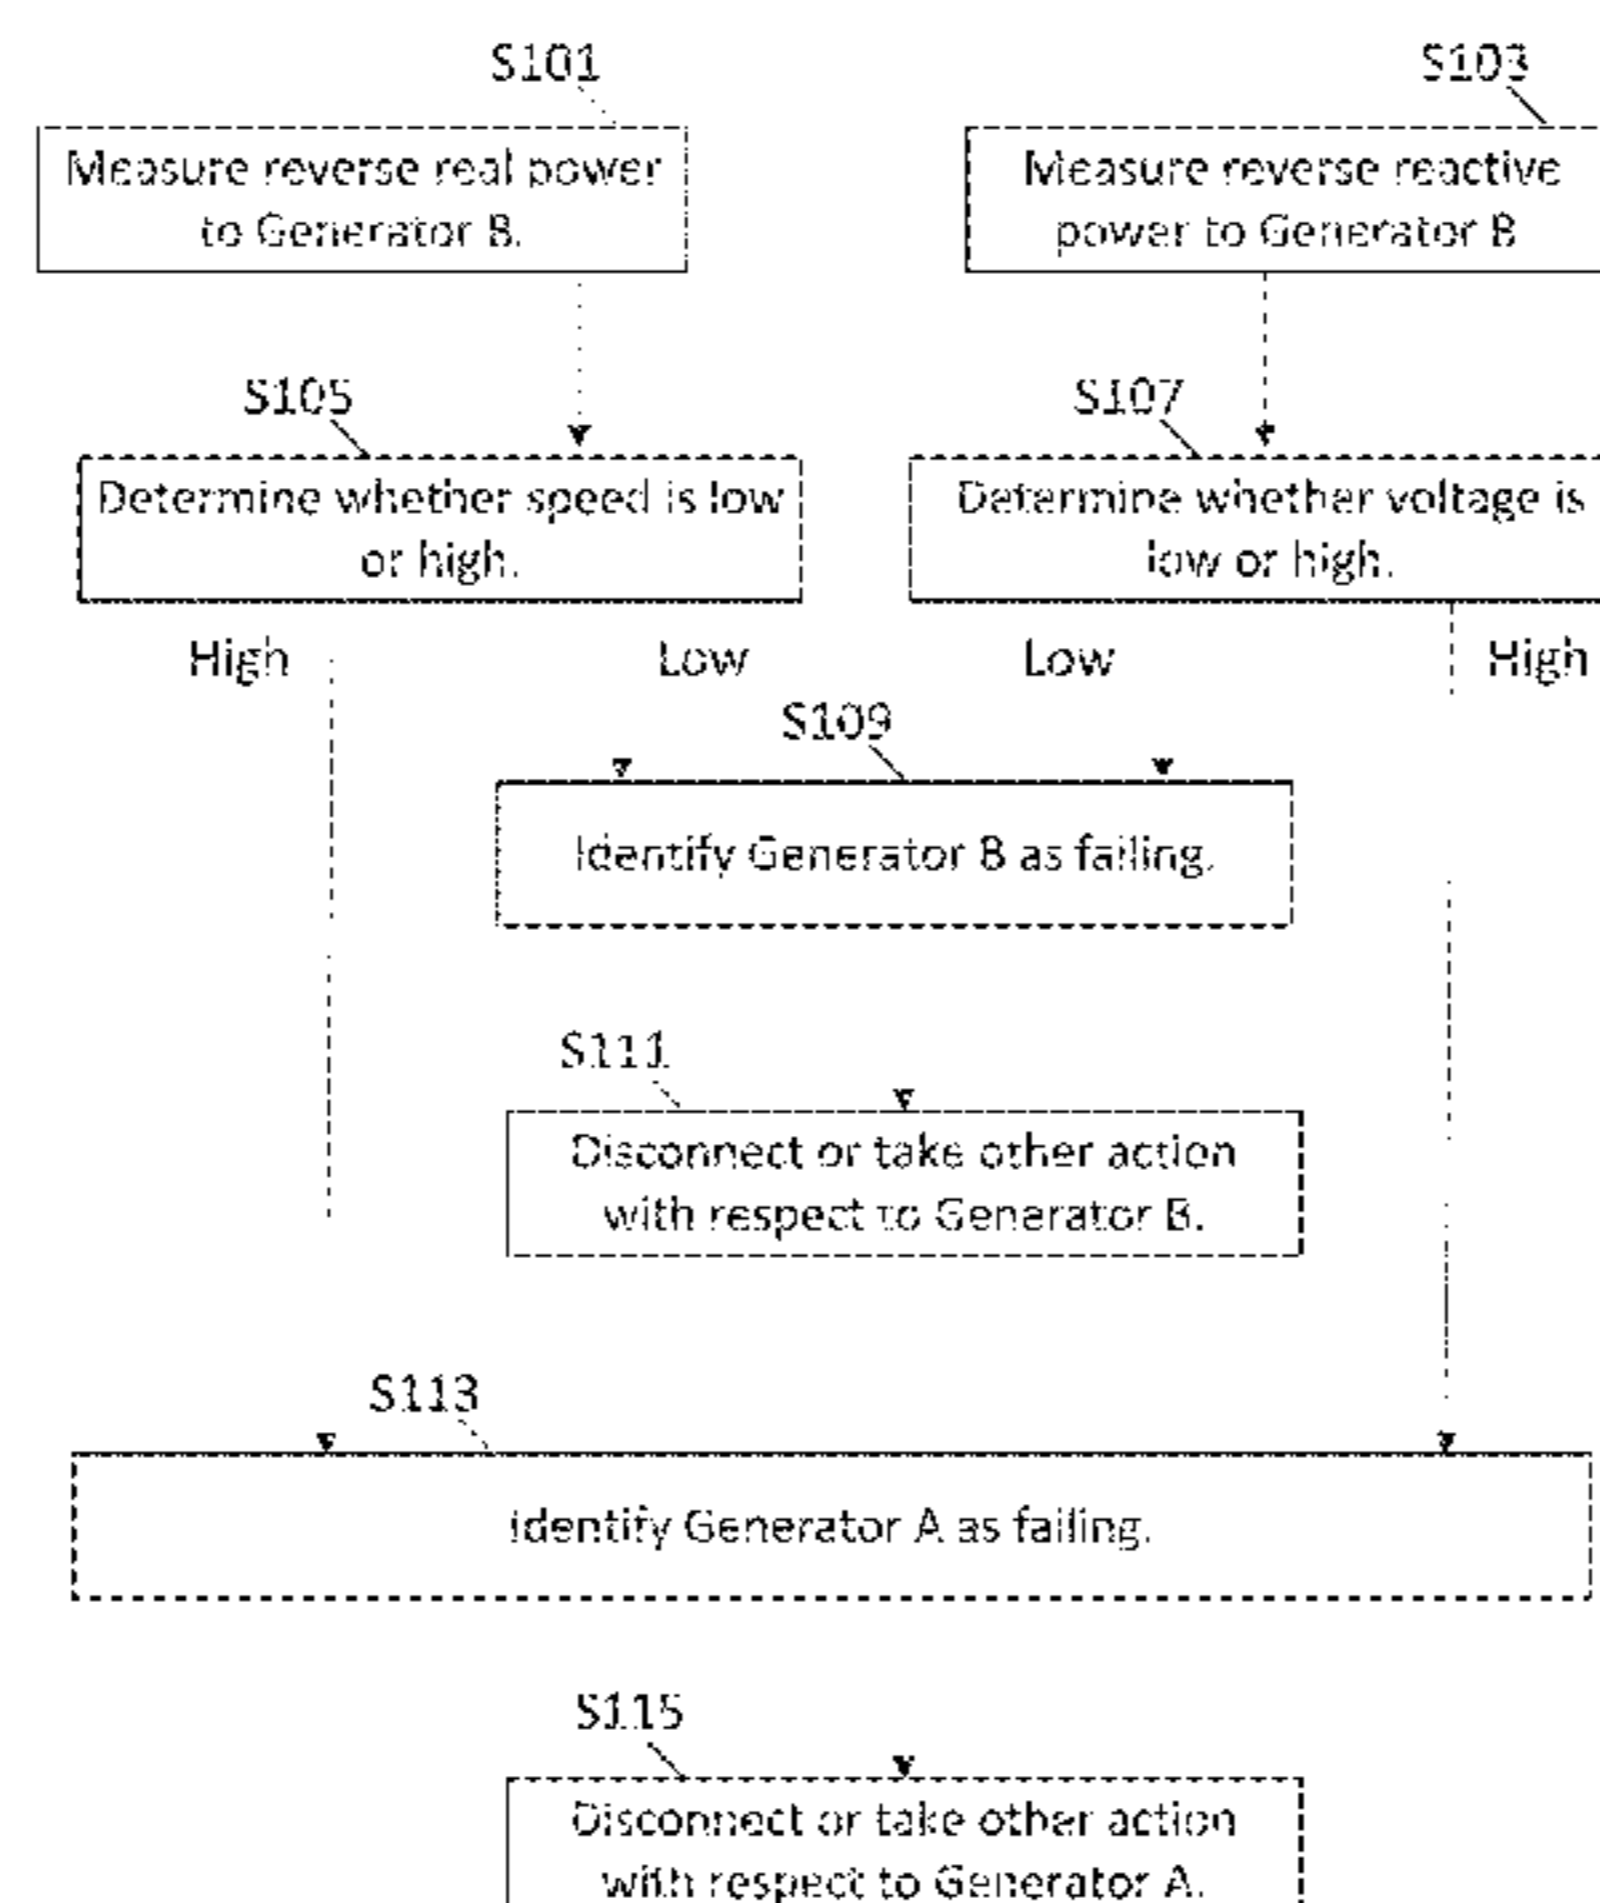 S101
S103
Measure reverse real power
to Generator B.
Measure reverse reactive
power to Generator B
S105
S107
Determine whether speed is low
or high.
Determine whether voltage is
low or high.
High
Low
Low
High
S109
Identify Generator B as failing.
S111
Disconnect or take other action
with respect to Generator B.
S113
Identify Generator A as failing.
S115
Disconnect or take other action
with respect to Generator A.